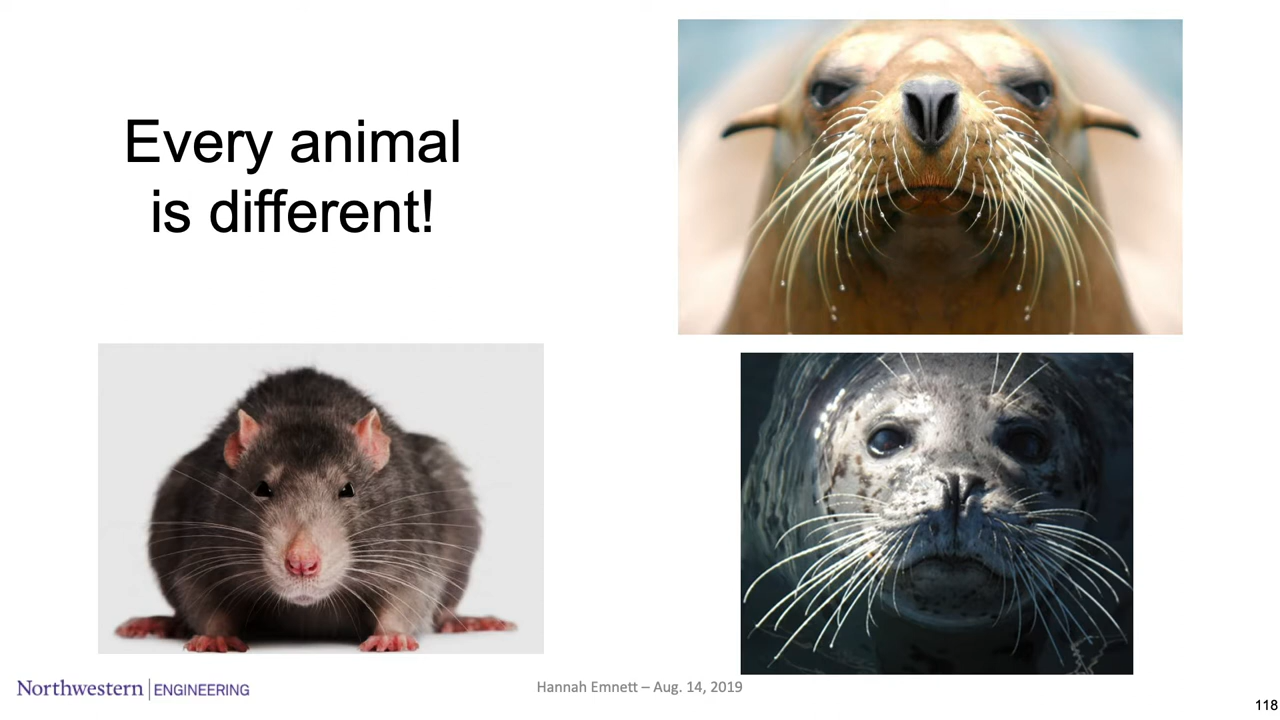 Every animal
is different!
Northwestern | ENGINEERING
Hannah Emnett – Aug. 14, 2019
118